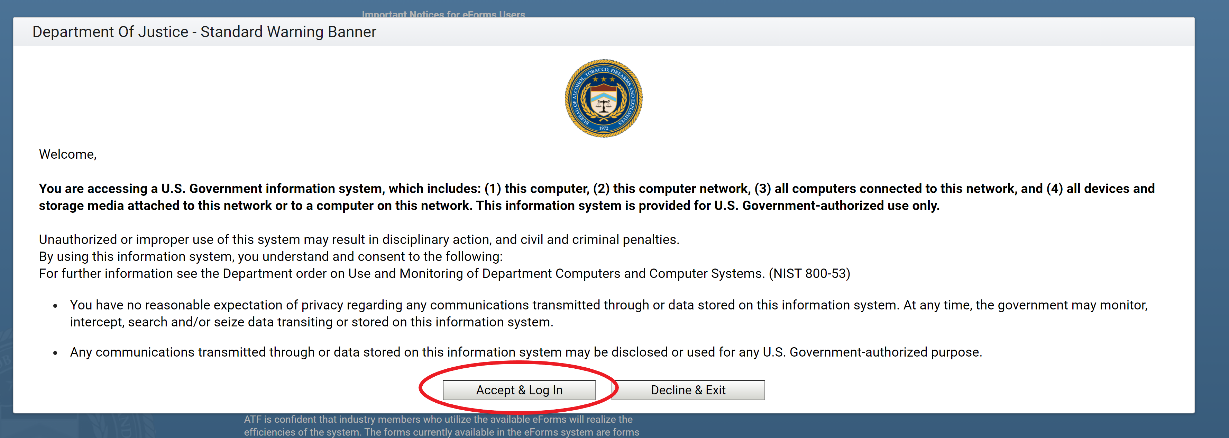 Important Notices for eForms Users
Department Of Justice - Standard Warning Banner
Welcome,
You are accessing a U.S. Government information system, which includes: (1) this computer, (2) this computer network, (3) all computers connected to this network, and (4) all devices and
storage media attached to this network or to a computer on this network. This information system is provided for U.S. Government-authorized use only.
Unauthorized or improper use of this system may result in disciplinary action, and civil and criminal penalties.
By using this information system, you understand and consent to the following:
For further information see the Department order on Use and Monitoring of Department Computers and Computer Systems. (NIST 800-53)
• You have no reasonable expectation of privacy regarding any communications transmitted through or data stored on this information system. At any time, the government may monitor,
intercept, search and/or seize data transiting or stored on this information system.
• Any communications transmitted through or data stored on this information system may be disclosed or used for any U.S. Government-authorized purpose.
Accept & Log In
Decline & Exit
ATF is confident that industry members who utilize the available eForms will realize the
efficiencies of the system. The forms currently available in the eForms system are forms